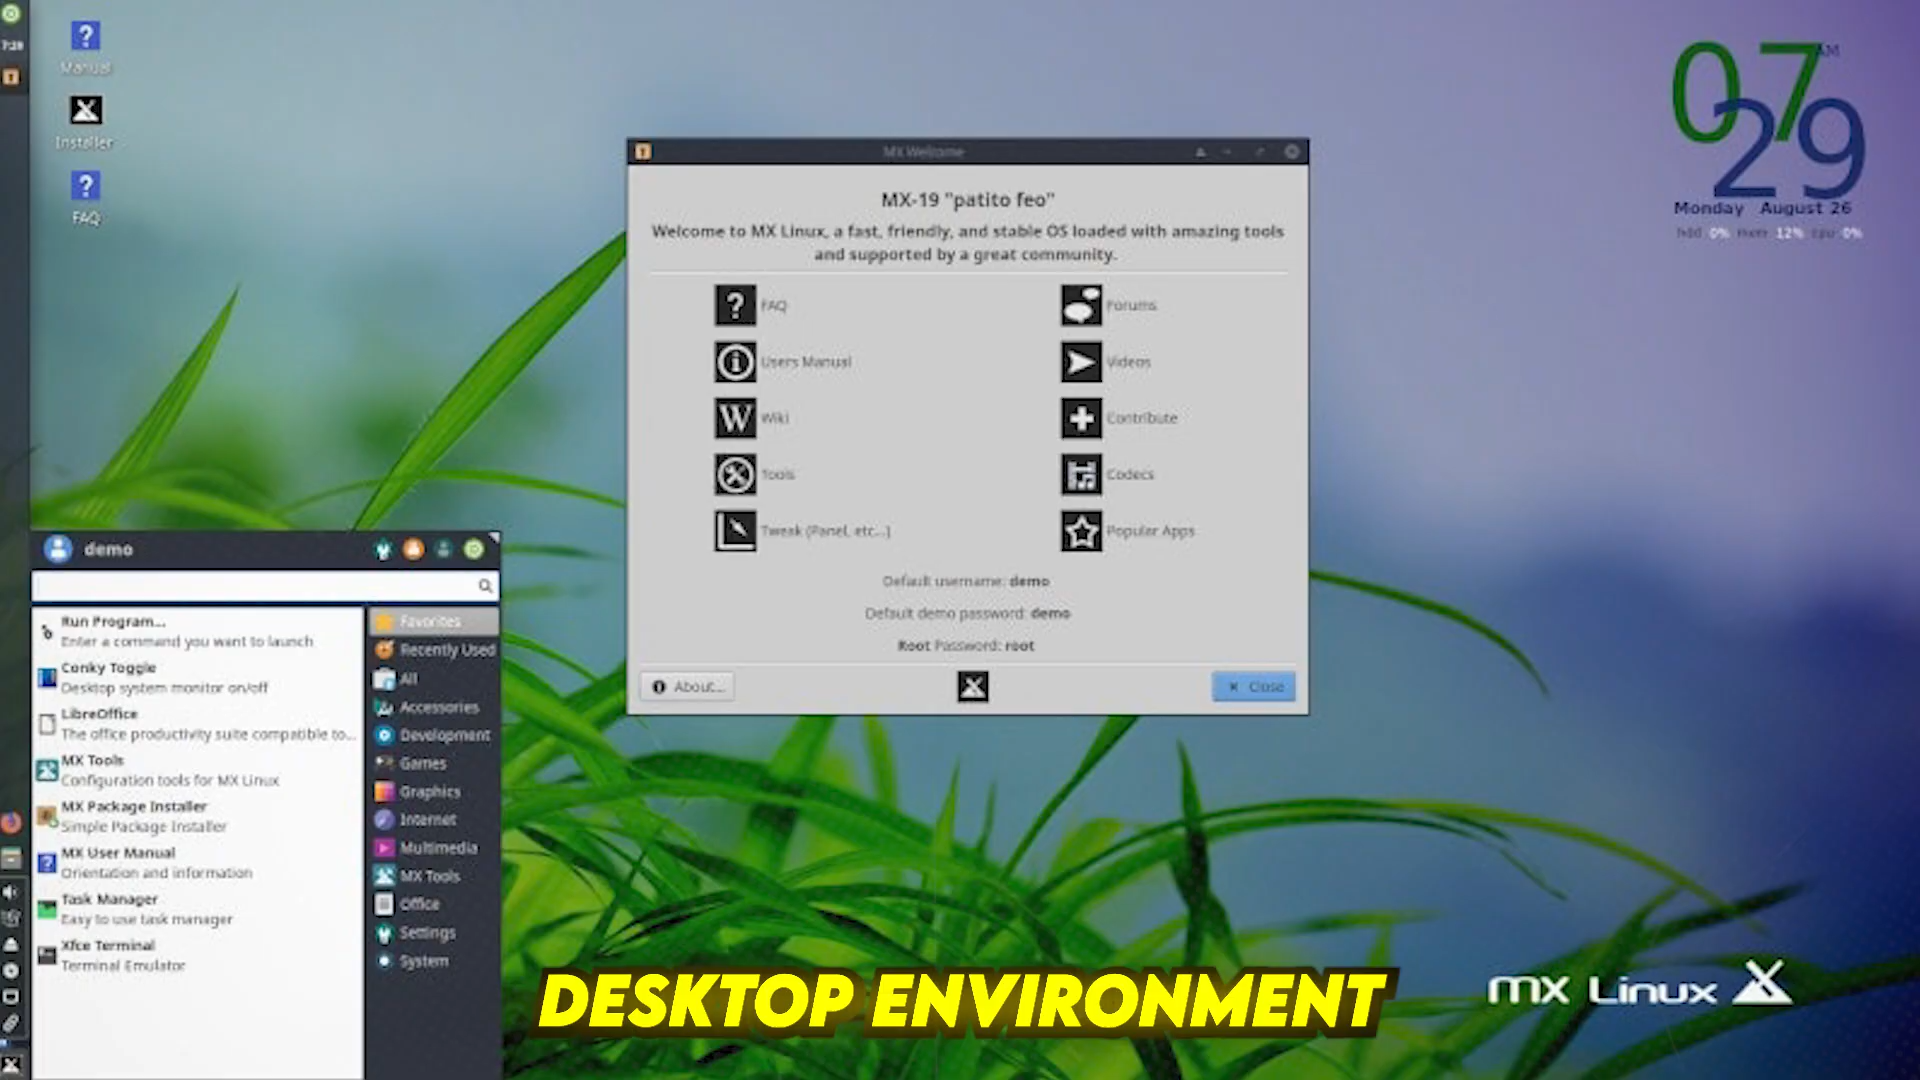 7:29
Manual
Installer
FAQ
07 AM
29
Monday August 26
hdd 0% mem 12% cpu 0%
MX Welcome
MX-19 "patito feo"
Welcome to MX Linux, a fast, friendly, and stable OS loaded with amazing tools
and supported by a great community.
FAQ
Forums
Users Manual
Videos
Wiki
Contribute
Tools
Codecs
Tweak (Panel, etc...)
Popular Apps
Default username: demo
Default demo password: demo
Root Password: root
About...
Close
demo
Run Program...
Enter a command you want to launch
Conky Toggle
Desktop system monitor on/off
LibreOffice
The office productivity suite compatible to...
MX Tools
Configuration tools for MX Linux
MX Package Installer
Simple Package Installer
MX User Manual
Orientation and information
Task Manager
Easy to use task manager
Xfce Terminal
Terminal Emulator
Favorites
Recently Used
All
Accessories
Development
Games
Graphics
Internet
Multimedia
MX Tools
Office
Settings
System
DESKTOP ENVIRONMENT
MX Linux